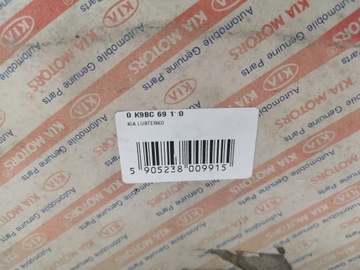 KIA MOTORS
Automobile Genuine Parts
0 K9BC 69 1 0
KIA LUSTERKO
5 905238 009915